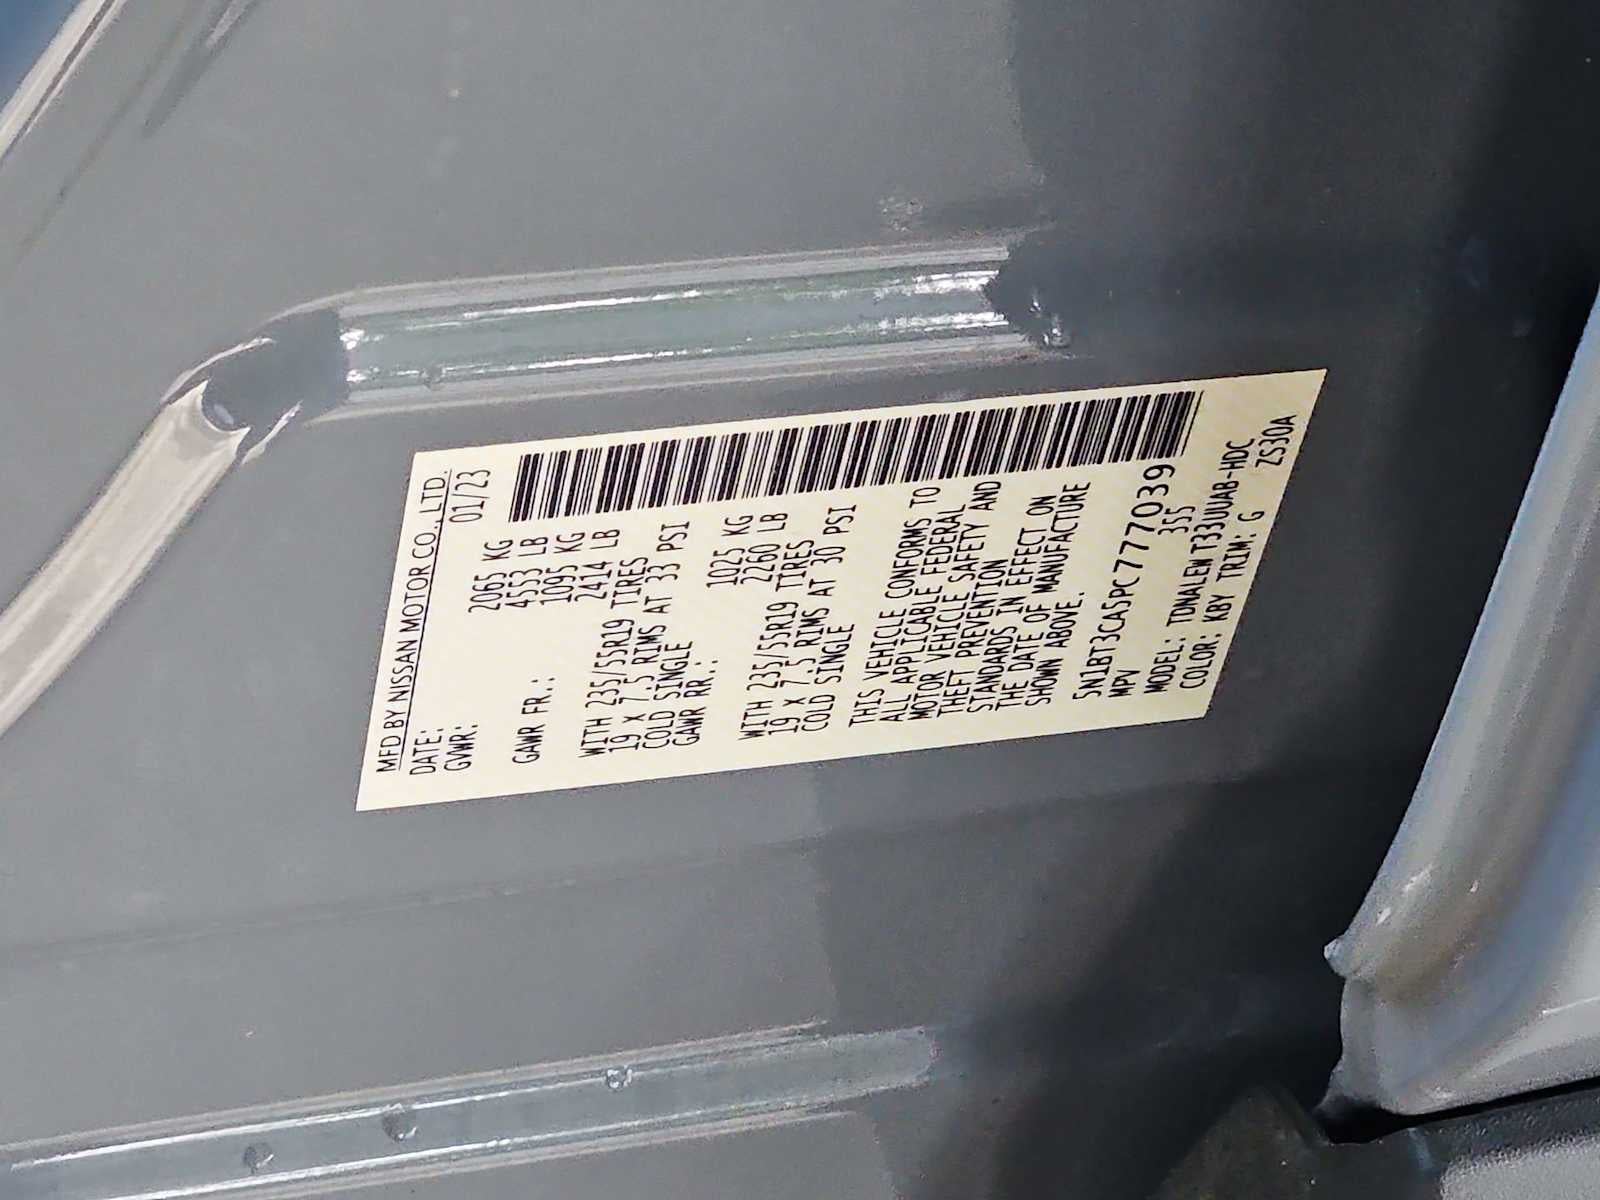 MFD BY NISSAN MOTOR CO., LTD.
DATE: 01/23
GVWR: 2065 KG
4553 LB
GAWR FR.: 1095 KG
2414 LB
WITH 235/55R19 TIRES
19 X 7.5 RIMS AT 33 PSI
COLD SINGLE
GAWR RR.: 1025 KG
2260 LB
WITH 235/55R19 TIRES
19 X 7.5 RIMS AT 30 PSI
COLD SINGLE
THIS VEHICLE CONFORMS TO
ALL APPLICABLE FEDERAL
MOTOR VEHICLE SAFETY AND
THEFT PREVENTION
STANDARDS IN EFFECT ON
THE DATE OF MANUFACTURE
SHOWN ABOVE.
5N1BT3CA5PC777039
MPV 355
MODEL: TDNALEW T33UUAB-HDC
COLOR: KBY TRIM: G ZS30A